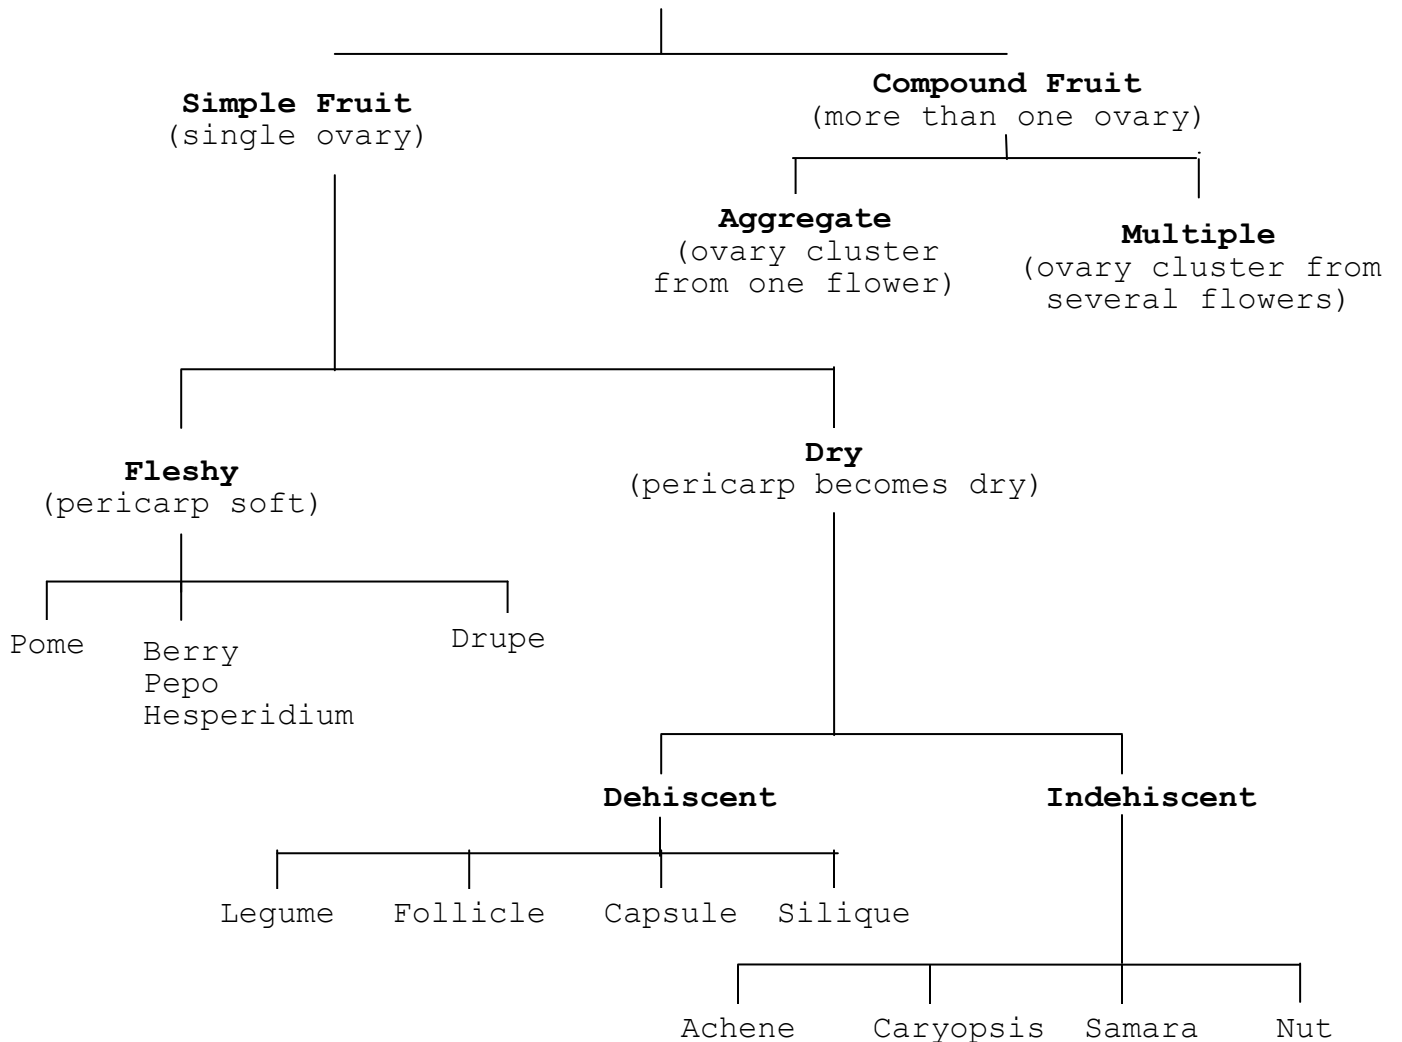 Simple Fruit
(single ovary)
Compound Fruit
(more than one ovary)
Aggregate
(ovary cluster
from one flower)
Multiple
(ovary cluster from
several flowers)
Fleshy
(pericarp soft)
Dry
(pericarp becomes dry)
Pome
Berry
Pepo
Hesperidium
Drupe
Dehiscent
Indehiscent
Legume
Follicle
Capsule
Silique
Achene
Caryopsis
Samara
Nut